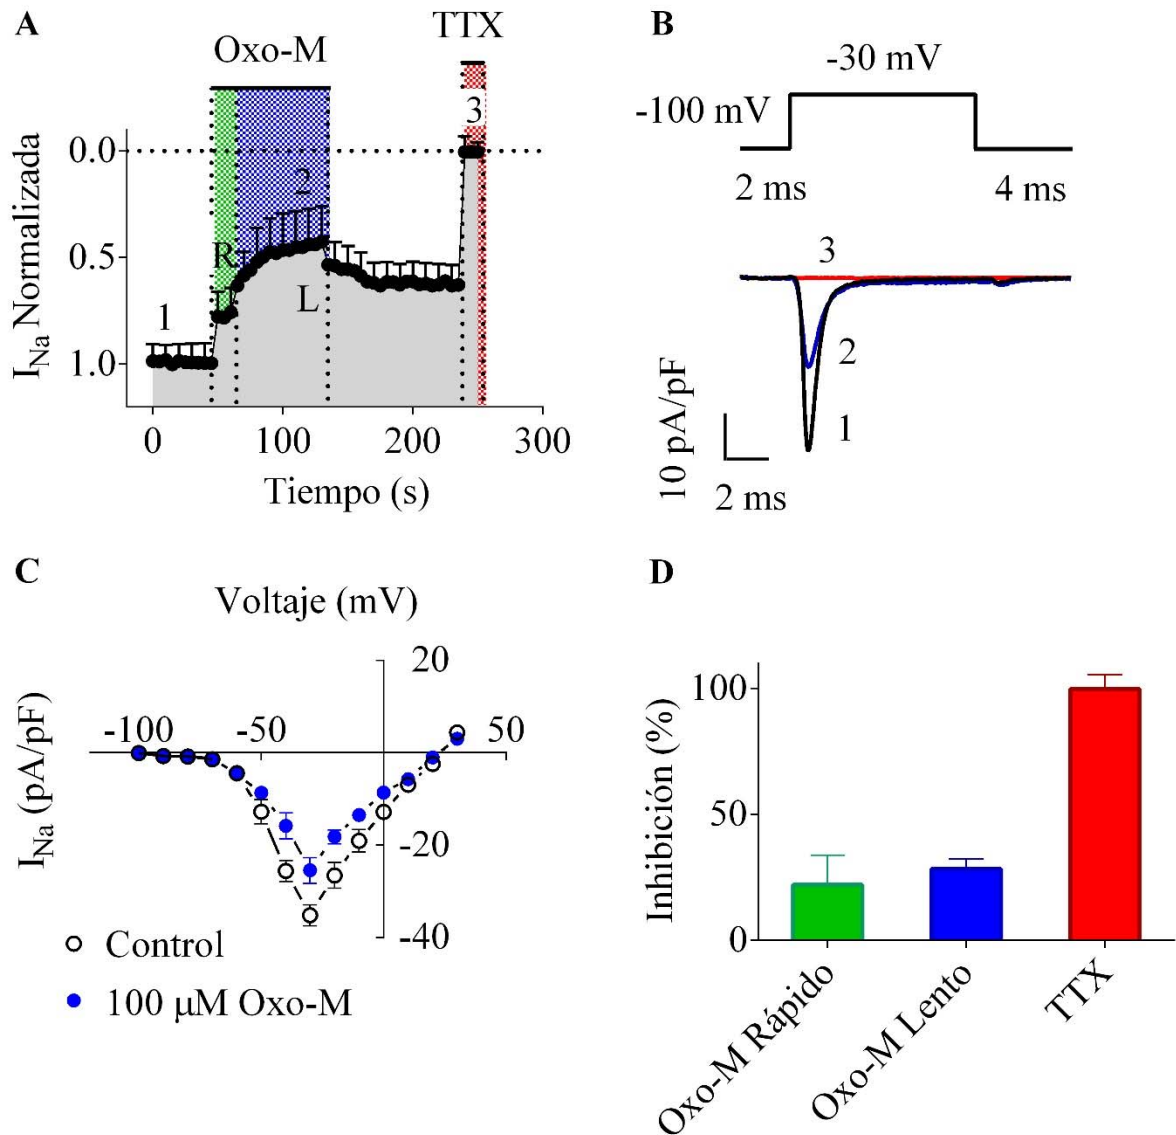 A
Oxo-M
TTX
3
0.0
2
R
0.5
L
1
1.0
I_Na Normalizada
0
100
200
300
Tiempo (s)
B
-30 mV
-100 mV
2 ms
4 ms
3
2
1
10 pA/pF
2 ms
C
Voltaje (mV)
20
-100
-50
50
-20
-40
I_Na (pA/pF)
Control
100 μM Oxo-M
D
100
50
0
Inhibición (%)
Oxo-M Rápido
Oxo-M Lento
TTX